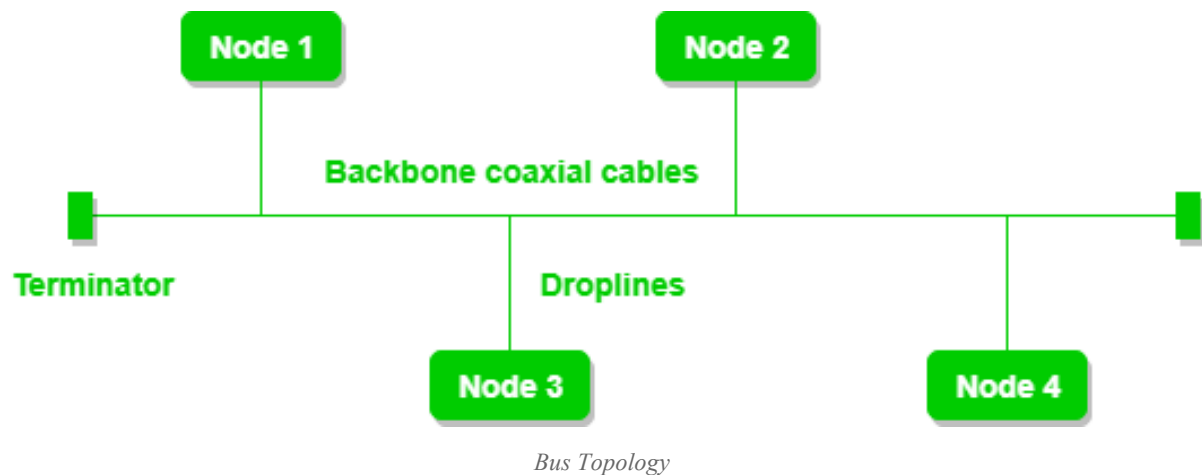 Node 1
Node 2
Backbone coaxial cables
Terminator
Droplines
Node 3
Node 4
Bus Topology